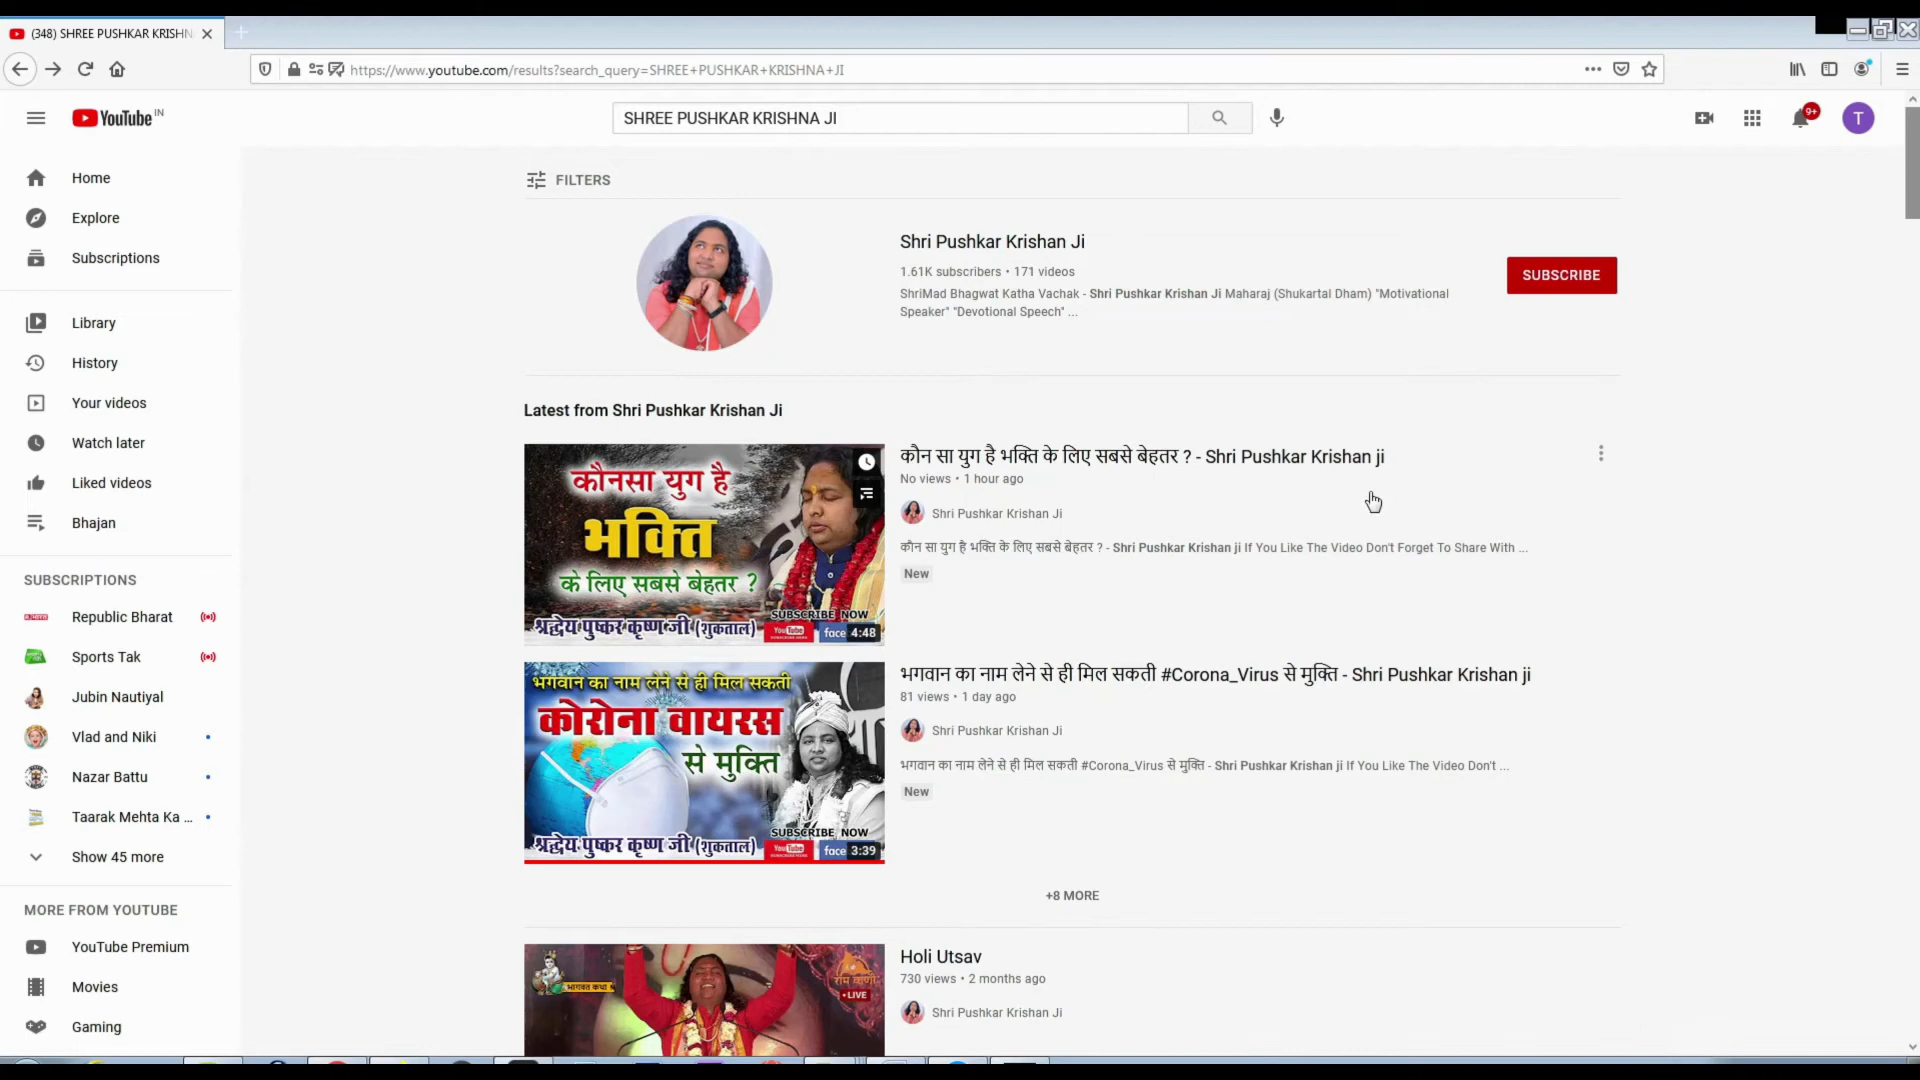 (348) SHREE PUSHKAR KRISHN
https://www.youtube.com/results?search_query=SHREE+PUSHKAR+KRISHNA+JI
YouTube IN
SHREE PUSHKAR KRISHNA JI
9+
T
Home
Explore
Subscriptions
Library
History
Your videos
Watch later
Liked videos
Bhajan
SUBSCRIPTIONS
Republic Bharat
Sports Tak
Jubin Nautiyal
Vlad and Niki
Nazar Battu
Taarak Mehta Ka ...
Show 45 more
MORE FROM YOUTUBE
YouTube Premium
Movies
Gaming
FILTERS
Shri Pushkar Krishan Ji
1.61K subscribers • 171 videos
ShriMad Bhagwat Katha Vachak - Shri Pushkar Krishan Ji Maharaj (Shukartal Dham) "Motivational
Speaker" "Devotional Speech" ...
SUBSCRIBE
Latest from Shri Pushkar Krishan Ji
कौनसा युग है
भक्ति
के लिए सबसे बेहतर ?
SUBSCRIBE NOW
श्रद्धेय पुष्कर कृष्ण जी (शुकताल)
YouTube
face 4:48
कौन सा युग है भक्ति के लिए सबसे बेहतर ? - Shri Pushkar Krishan ji
No views • 1 hour ago
Shri Pushkar Krishan Ji
कौन सा युग है भक्ति के लिए सबसे बेहतर ? - Shri Pushkar Krishan ji If You Like The Video Don't Forget To Share With ...
New
भगवान का नाम लेने से ही मिल सकती
कोरोना वायरस
से मुक्ति
SUBSCRIBE NOW
श्रद्धेय पुष्कर कृष्ण जी (शुकताल)
YouTube
face 3:39
भगवान का नाम लेने से ही मिल सकती #Corona_Virus से मुक्ति - Shri Pushkar Krishan ji
81 views • 1 day ago
Shri Pushkar Krishan Ji
भगवान का नाम लेने से ही मिल सकती #Corona_Virus से मुक्ति - Shri Pushkar Krishan ji If You Like The Video Don't ...
New
+8 MORE
भागवत कथा
LIVE
Holi Utsav
730 views • 2 months ago
Shri Pushkar Krishan Ji